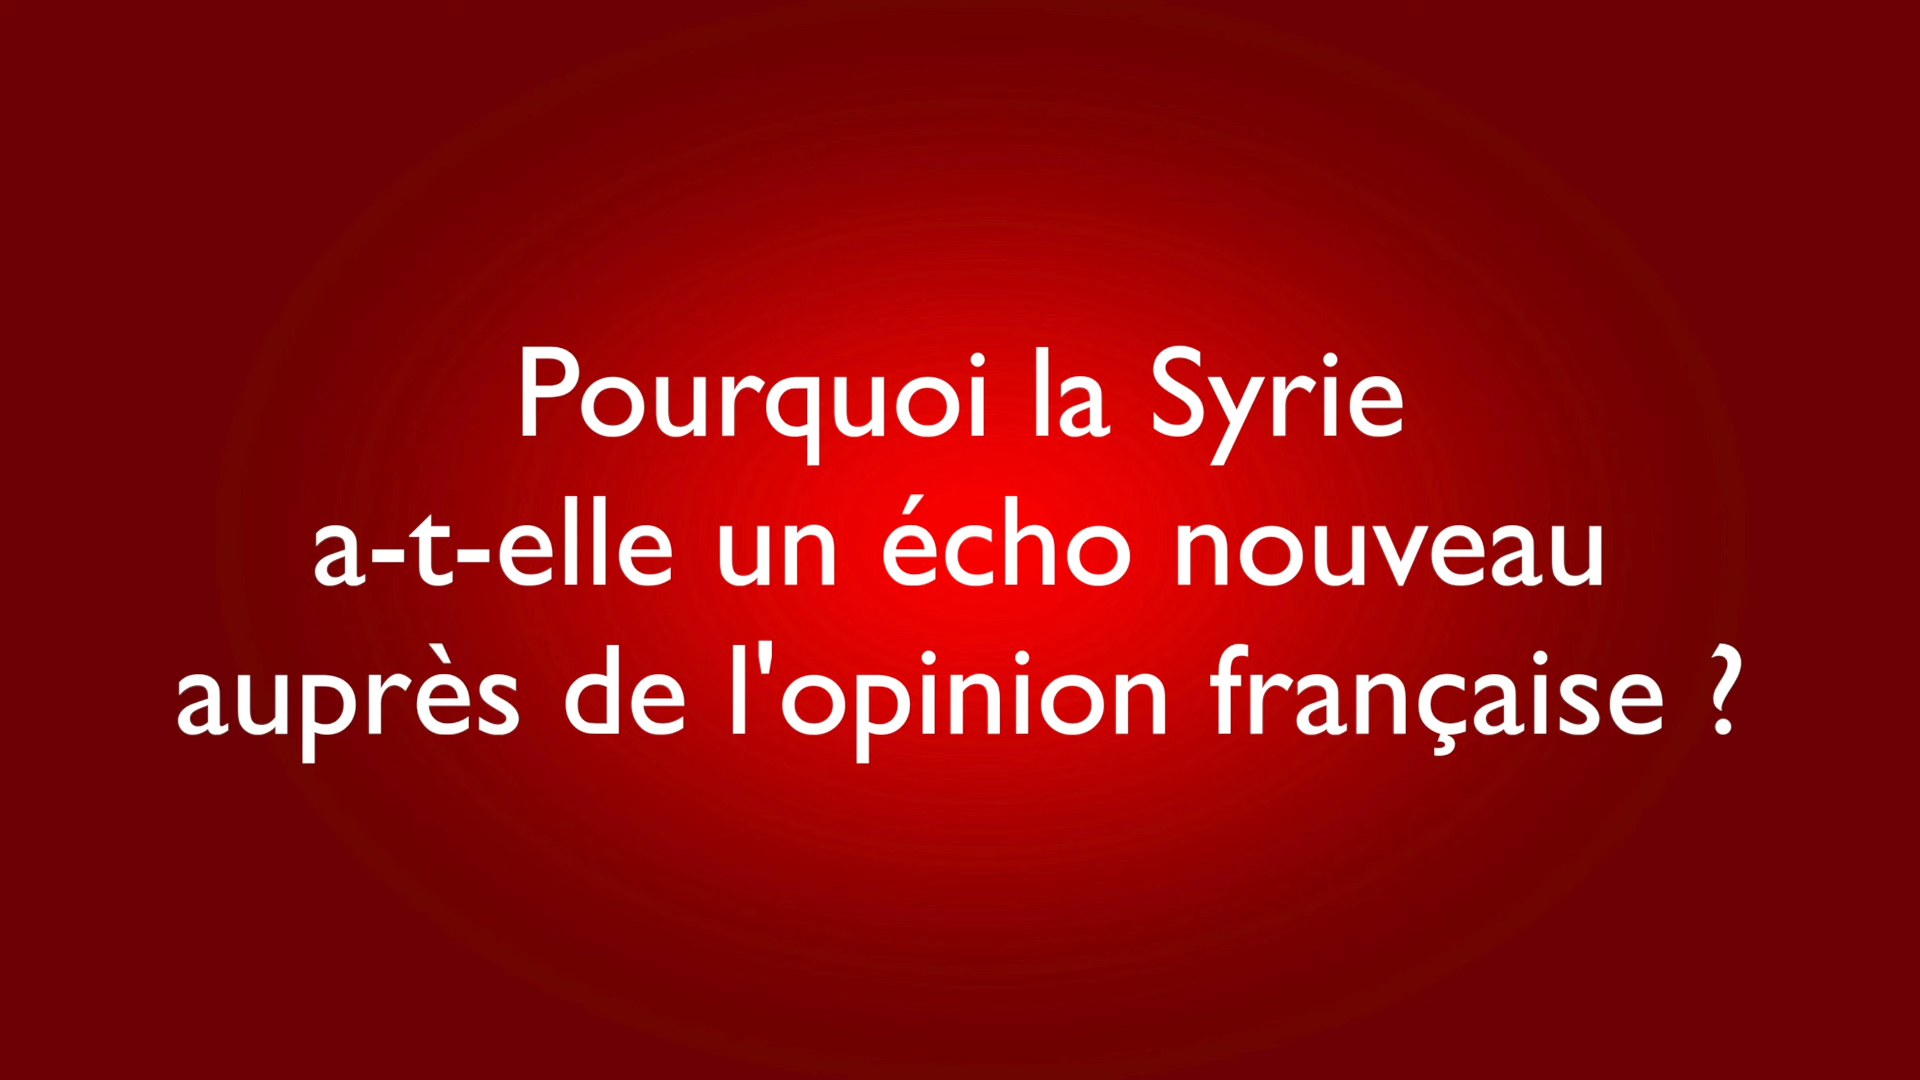 Pourquoi la Syrie
a-t-elle un écho nouveau
auprès de l'opinion française ?